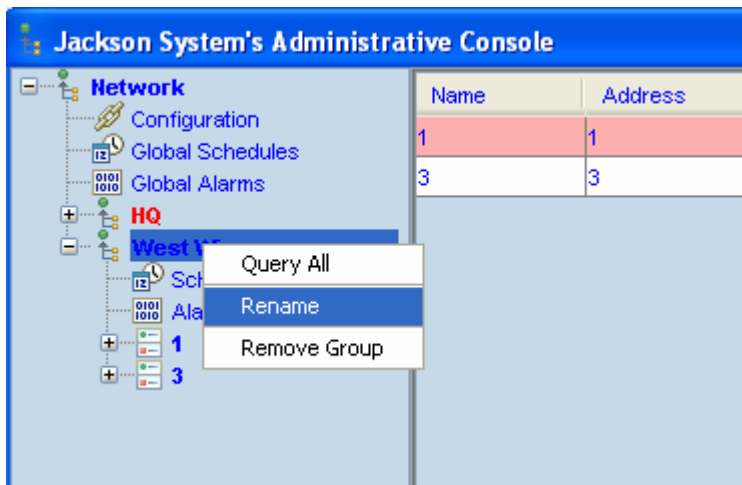 Jackson System's Administrative Console
Network
Configuration
Global Schedules
Global Alarms
HQ
West
1
3
Query All
Rename
Remove Group
Name Address
1 1
3 3